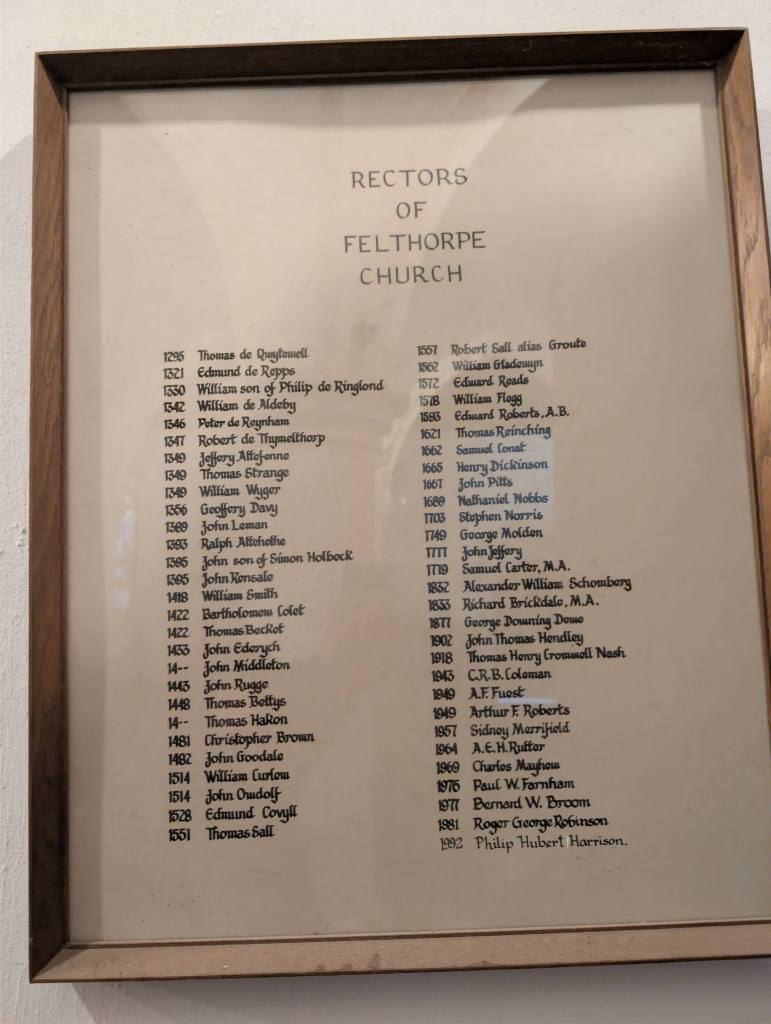 RECTORS
OF
FELTHORPE
CHURCH
1295 Thomas de Qwytewell
1321 Edmund de Repps
1330 William son of Philip de Ringlond
1342 William de Aldeby
1346 Peter de Reynham
1347 Robert de Thymelthorp
1349 Jeffery Attefenne
1349 Thomas Strange
1349 William Wyger
1356 Geoffery Davy
1389 John Leman
1393 Ralph Attehethe
1395 John son of Simon Holbeck
1395 John Kensale
1418 William Smith
1422 Bartholomew Colet
1422 Thomas Becket
1433 John Ederych
14-- John Middleton
1443 John Rugge
1448 Thomas Bettys
14-- Thomas Hakon
1481 Christopher Brown
1482 John Goodale
1514 William Curlew
1514 John Owdolf
1528 Edmund Covyll
1551 Thomas Sall
1557 Robert Sall alias Groute
1562 William Gladewyn
1572 Edward Reads
1578 William Flegg
1593 Edward Roberts, A.B.
1621 Thomas Reinching
1662 Samuel Conat
1665 Henry Dickinson
1667 John Pitts
1689 Nathaniel Nobbs
1703 Stephen Norris
1749 George Molden
1777 John Jeffery
1779 Samuel Carter, M.A.
1832 Alexander William Schomberg
1833 Richard Brickdale, M.A.
1877 George Downing Dewe
1902 John Thomas Hendley
1918 Thomas Henry Cromwell Nash
1943 C.R.B. Coleman
1949 A.F. Fuest
1949 Arthur F. Roberts
1957 Sidney Merrifield
1964 A.E.H. Rutter
1969 Charles Mayhew
1976 Paul W. Farnham
1977 Bernard W. Broom
1981 Roger George Robinson
1992 Philip Hubert Harrison.